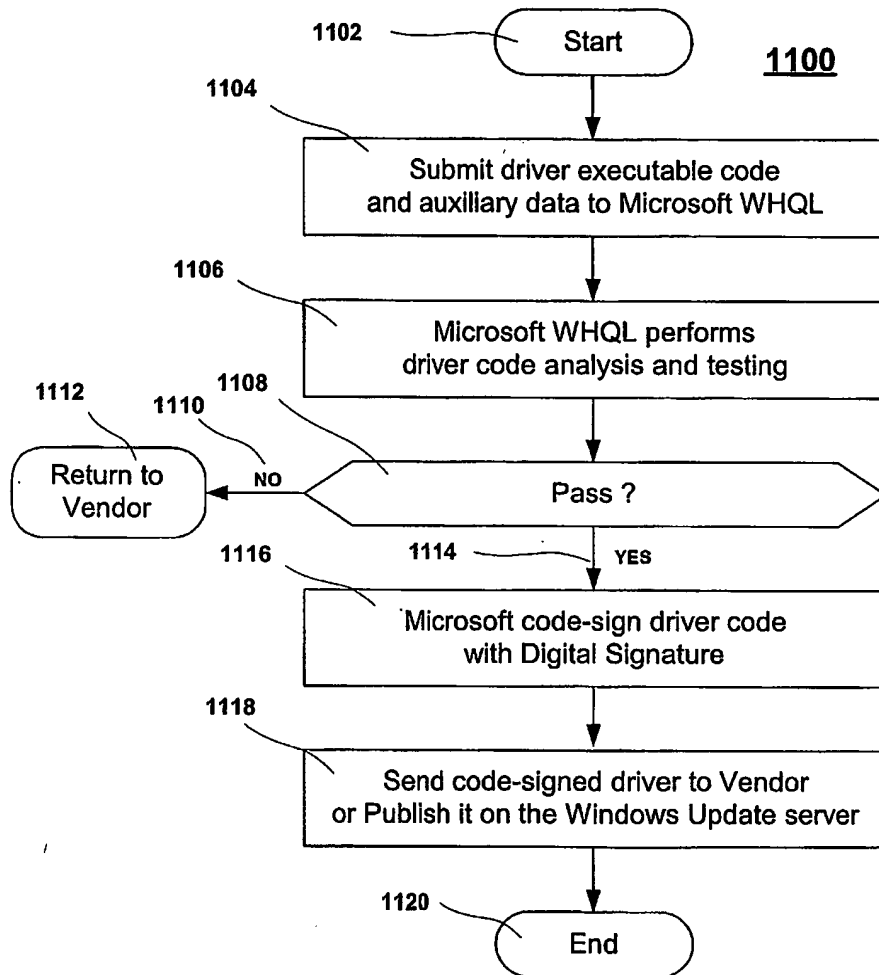 1102
Start
1100
1104
Submit driver executable code
and auxiliary data to Microsoft WHQL
1106
Microsoft WHQL performs
driver code analysis and testing
1108
1112
1110
Return to
Vendor
NO
Pass ?
1114
YES
1116
Microsoft code-sign driver code
with Digital Signature
1118
Send code-signed driver to Vendor
or Publish it on the Windows Update server
1120
End